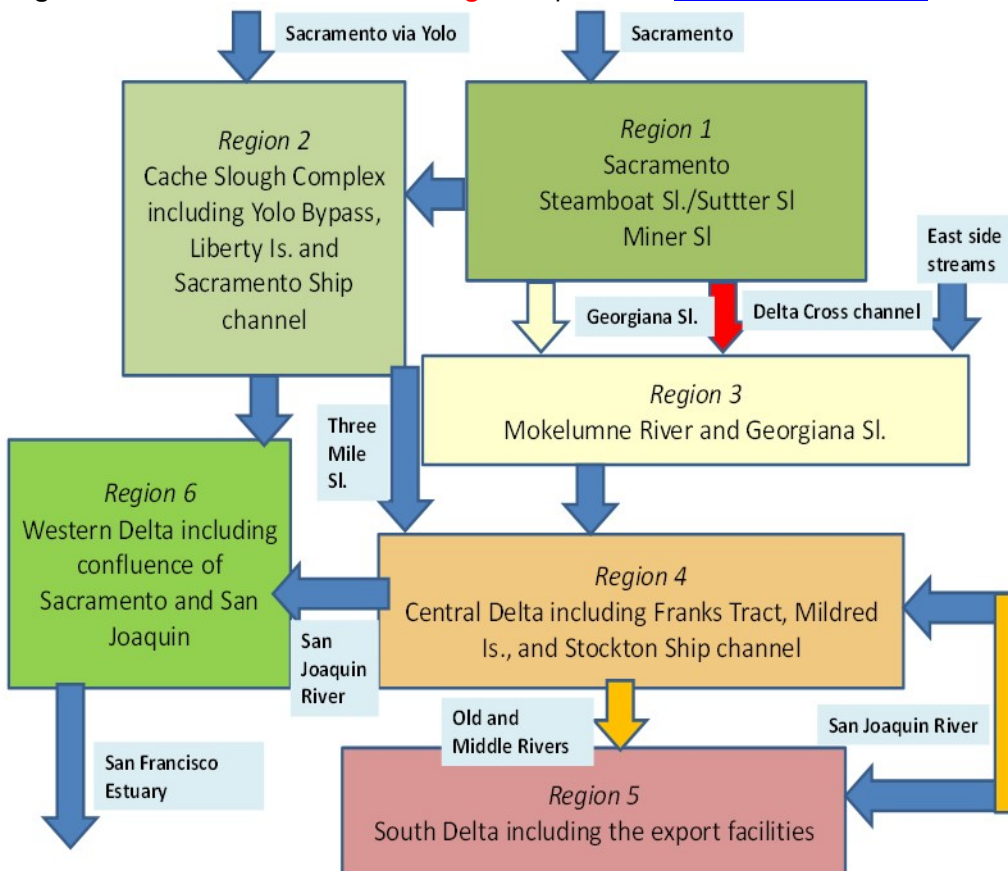 Sacramento via Yolo
Sacramento
Region 2
Cache Slough Complex
including Yolo Bypass,
Liberty Is. and
Sacramento Ship
channel
Region 1
Sacramento
Steamboat Sl./Suttter Sl
Miner Sl
East side
streams
Georgiana Sl.
Delta Cross channel
Region 3
Mokelumne River and Georgiana Sl.
Three
Mile
Sl.
Region 6
Western Delta including
confluence of
Sacramento and San
Joaquin
Region 4
Central Delta including Franks Tract, Mildred
Is., and Stockton Ship channel
San
Joaquin
River
Old and
Middle Rivers
San Joaquin River
San Francisco
Estuary
Region 5
South Delta including the export facilities